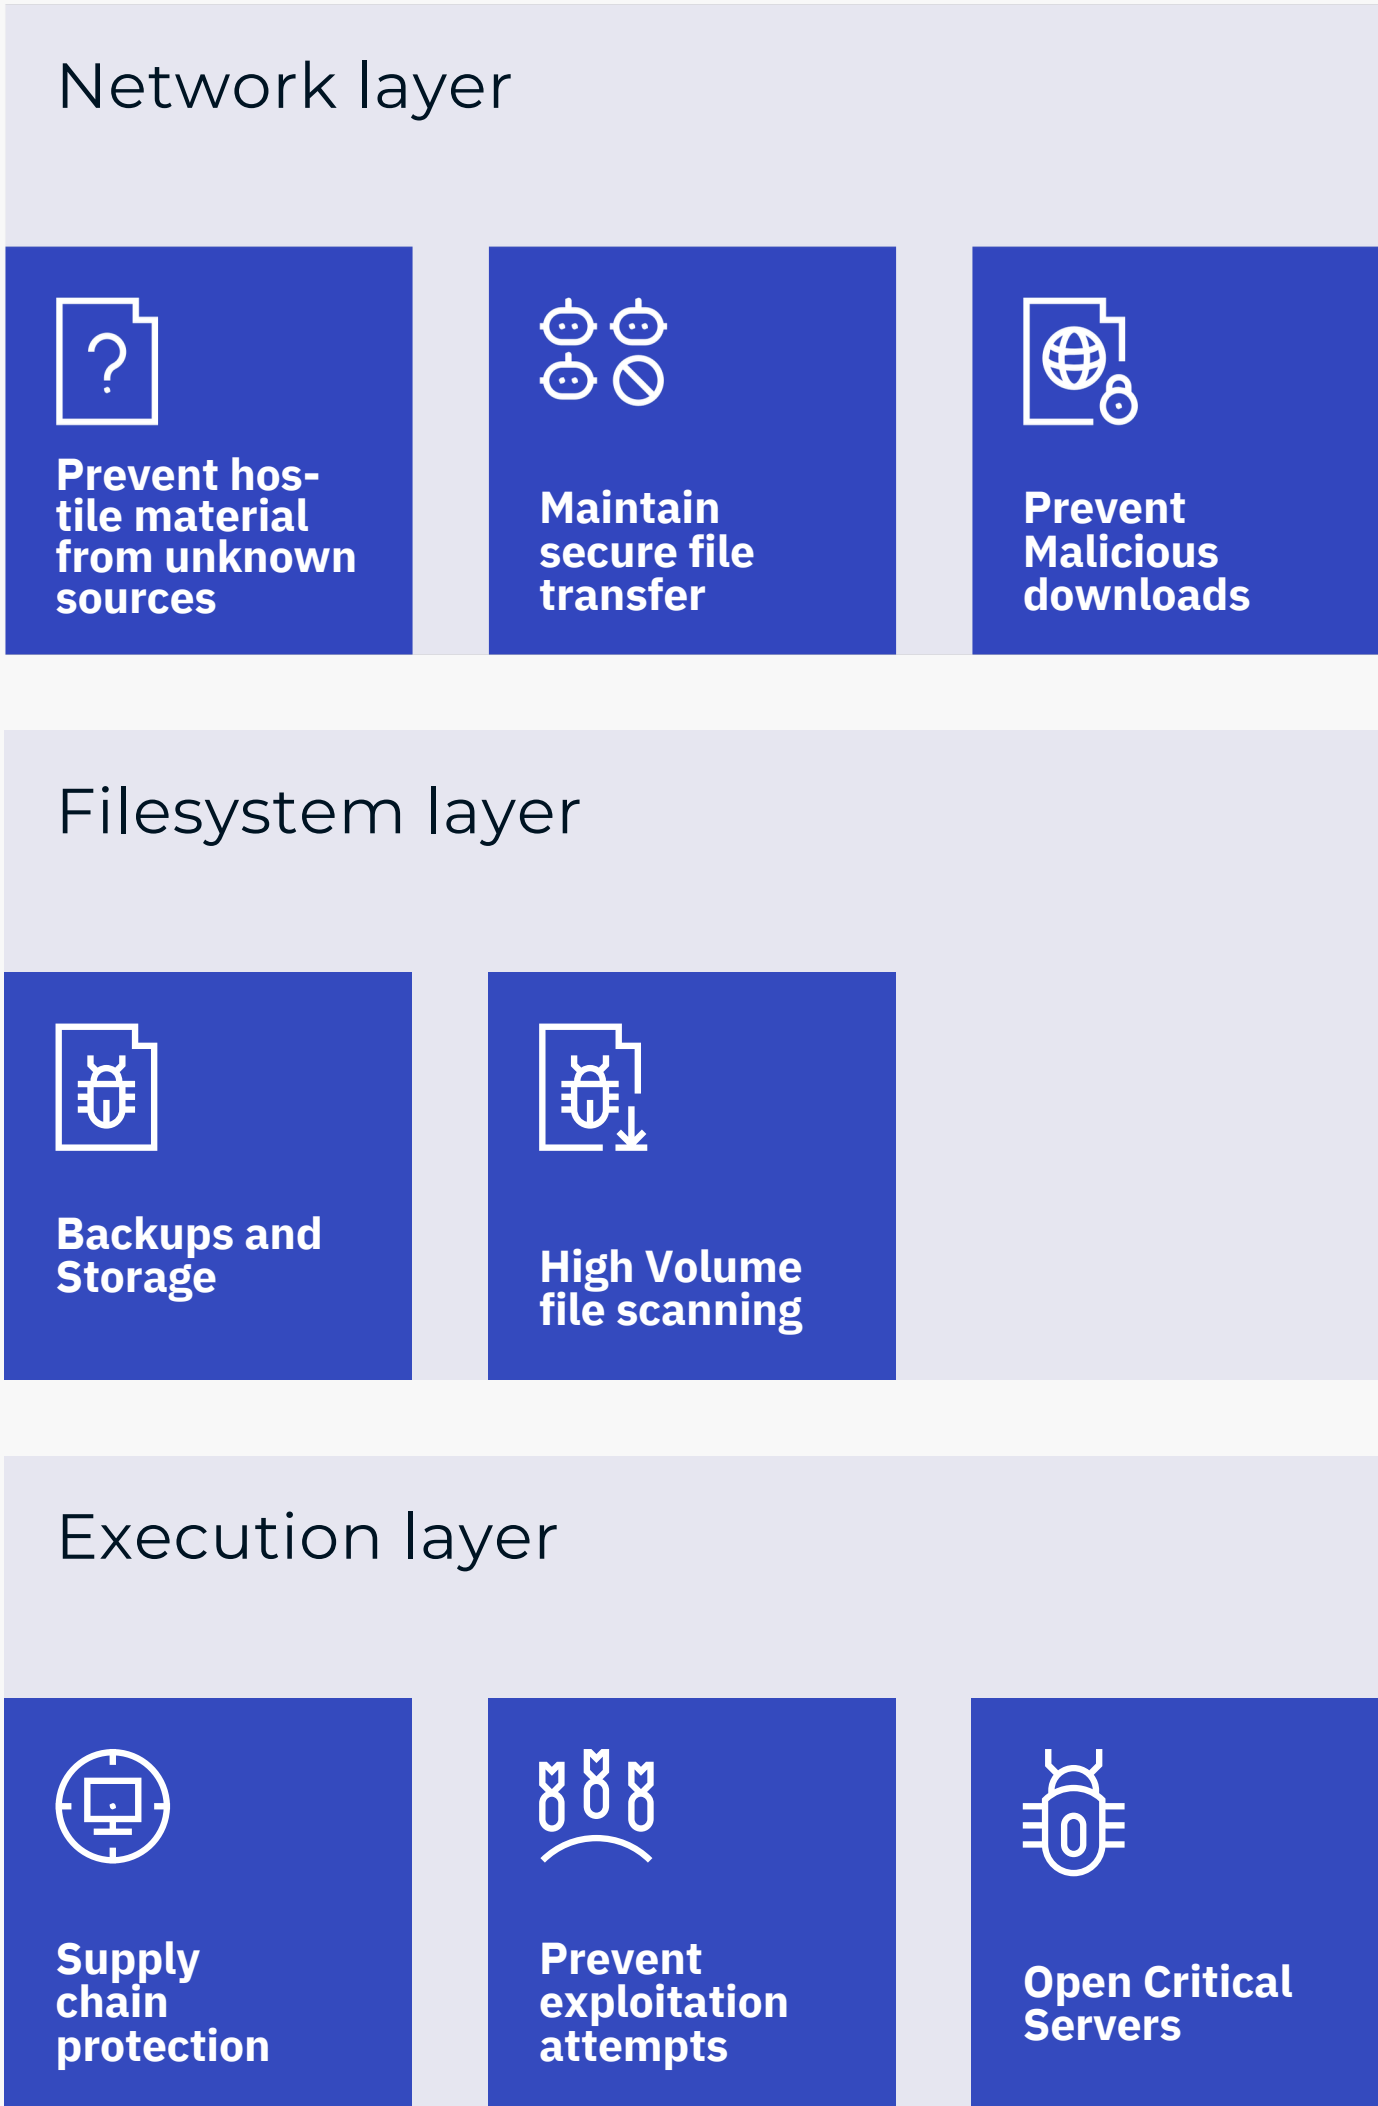 Network layer
Prevent hos-
tile material
from unknown
sources
Maintain
secure file
transfer
Prevent
Malicious
downloads
Filesystem layer
Backups and
Storage
High Volume
file scanning
Execution layer
Supply
chain
protection
Prevent
exploitation
attempts
Open Critical
Servers